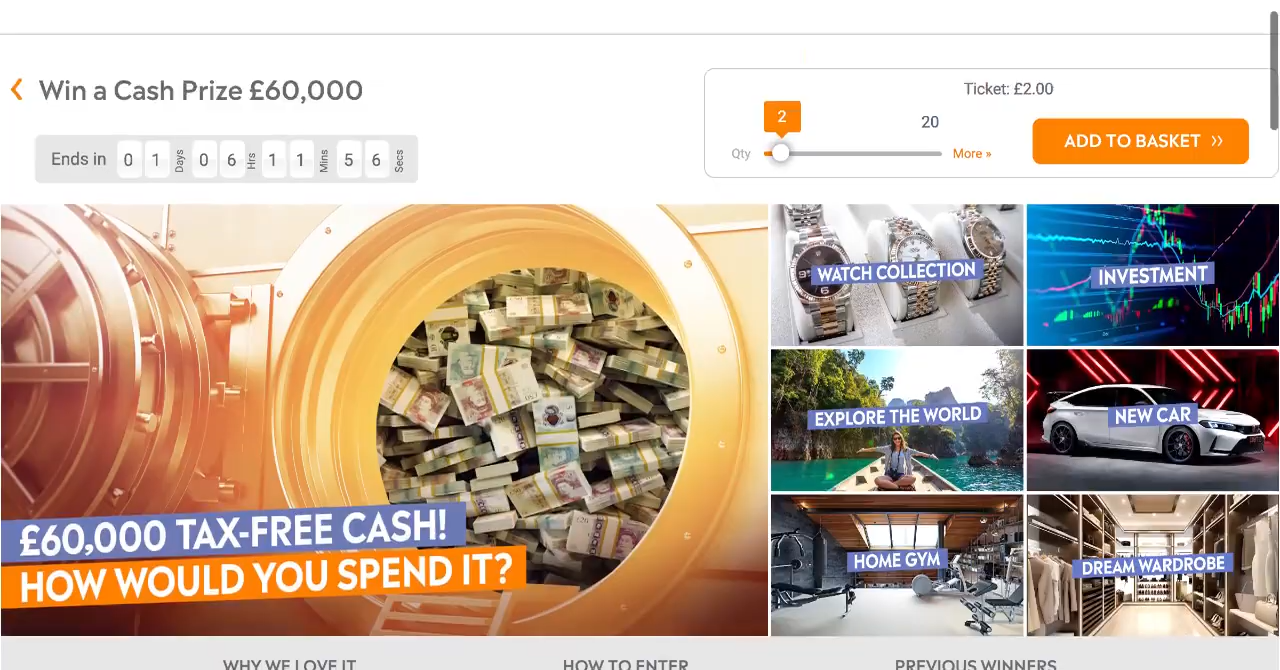 Win a Cash Prize £60,000
Ends in 0 1 Days 0 6 Hrs 1 1 Mins 5 6 Secs
Ticket: £2.00
2
20
Qty
More »
ADD TO BASKET »
£60,000 TAX-FREE CASH!
HOW WOULD YOU SPEND IT?
WATCH COLLECTION
INVESTMENT
EXPLORE THE WORLD
NEW CAR
HOME GYM
DREAM WARDROBE
WHY WE LOVE IT
HOW TO ENTER
PREVIOUS WINNERS